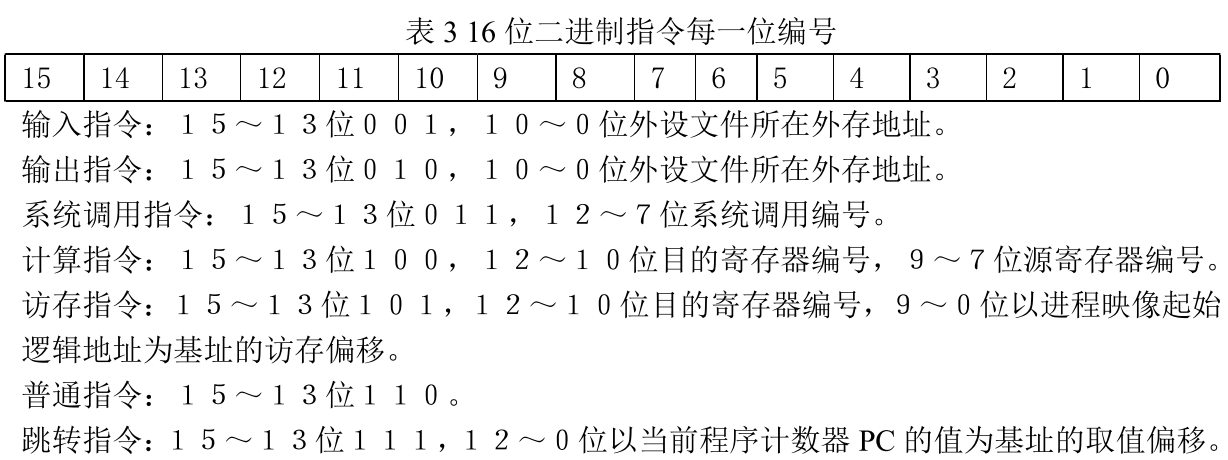 表 3 16 位二进制指令每一位编号
15 14 13 12 11 10 9 8 7 6 5 4 3 2 1 0
输入指令：１５～１３位００１，１０～０位外设文件所在外存地址。
输出指令：１５～１３位０１０，１０～０位外设文件所在外存地址。
系统调用指令：１５～１３位０１１，１２～７位系统调用编号。
计算指令：１５～１３位１００，１２～１０位目的寄存器编号，９～７位源寄存器编号。
访存指令：１５～１３位１０１，１２～１０位目的寄存器编号，９～０位以进程映像起始
逻辑地址为基址的访存偏移。
普通指令：１５～１３位１１０。
跳转指令：１５～１３位１１１，１２～０位以当前程序计数器 PC 的值为基址的取值偏移。